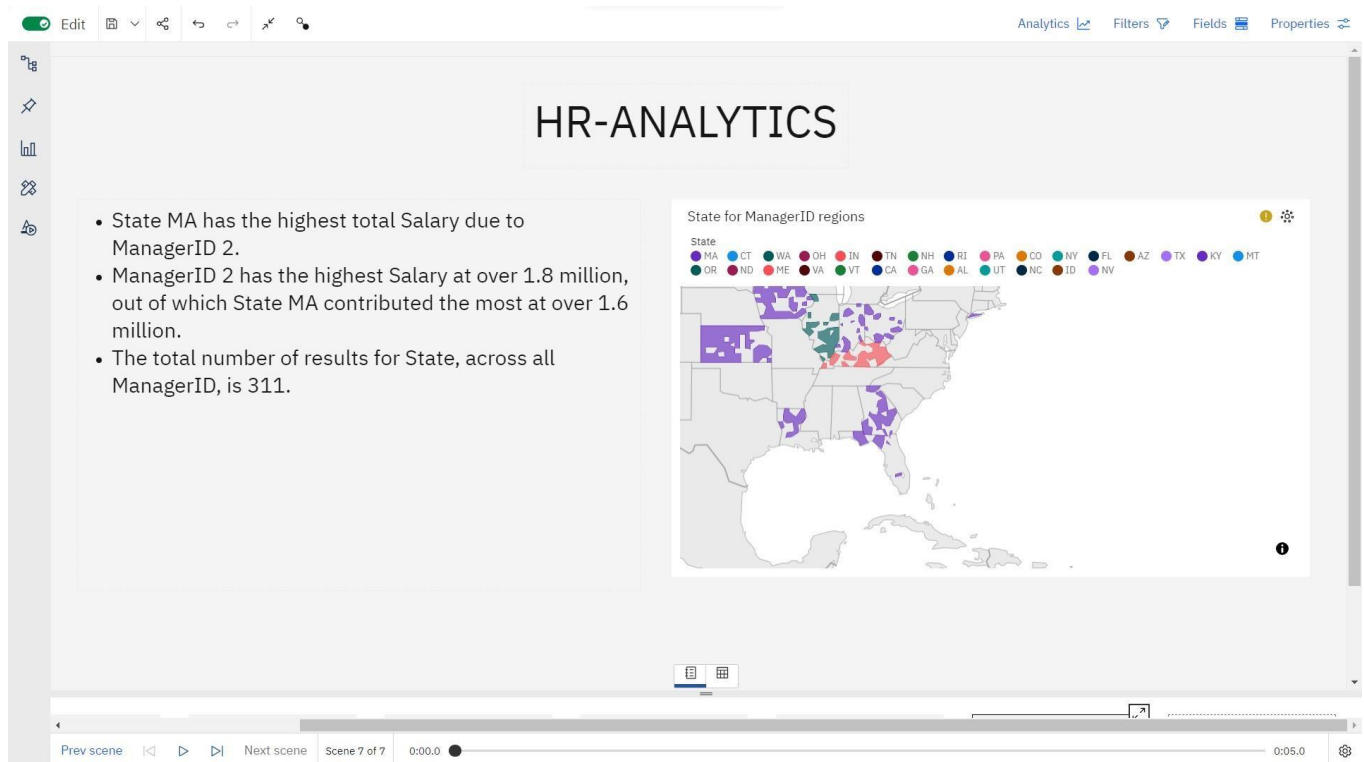 Edit
Analytics Filters Fields Properties
HR-ANALYTICS
• State MA has the highest total Salary due to
ManagerID 2.
• ManagerID 2 has the highest Salary at over 1.8 million,
out of which State MA contributed the most at over 1.6
million.
• The total number of results for State, across all
ManagerID, is 311.
State for ManagerID regions
State
MA CT WA OH IN TN NH RI PA CO NY FL AZ TX KY MT
OR ND ME VA VT CA GA AL UT NC ID NV
Prev scene Next scene Scene 7 of 7 0:00.0 0:05.0